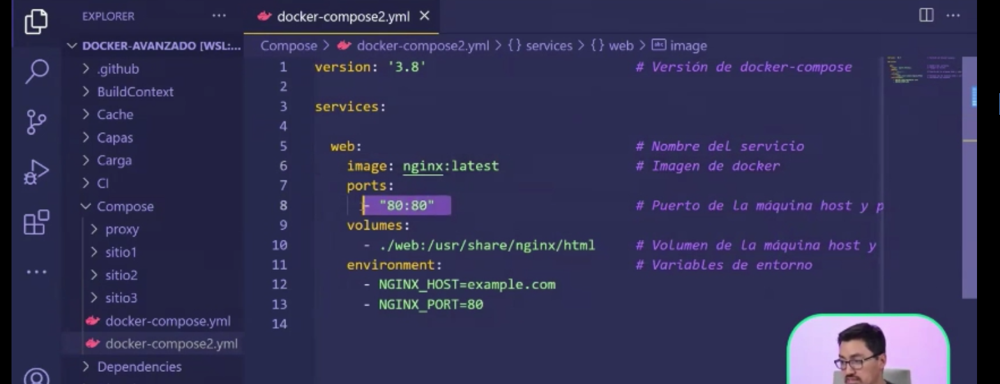 EXPLORER ...
DOCKER-AVANZADO [WSL:...
.github
BuildContext
Cache
Capas
Carga
CI
Compose
proxy
sitio1
sitio2
sitio3
docker-compose.yml
docker-compose2.yml
Dependencies
docker-compose2.yml
Compose > docker-compose2.yml > {} services > {} web > abc image
1 version: '3.8' # Versión de docker-compose
2
3 services:
4
5 web: # Nombre del servicio
6 image: nginx:latest # Imagen de docker
7 ports:
8 - "80:80" # Puerto de la máquina host y p
9 volumes:
10 - ./web:/usr/share/nginx/html # Volumen de la máquina host y
11 environment: # Variables de entorno
12 - NGINX_HOST=example.com
13 - NGINX_PORT=80
14